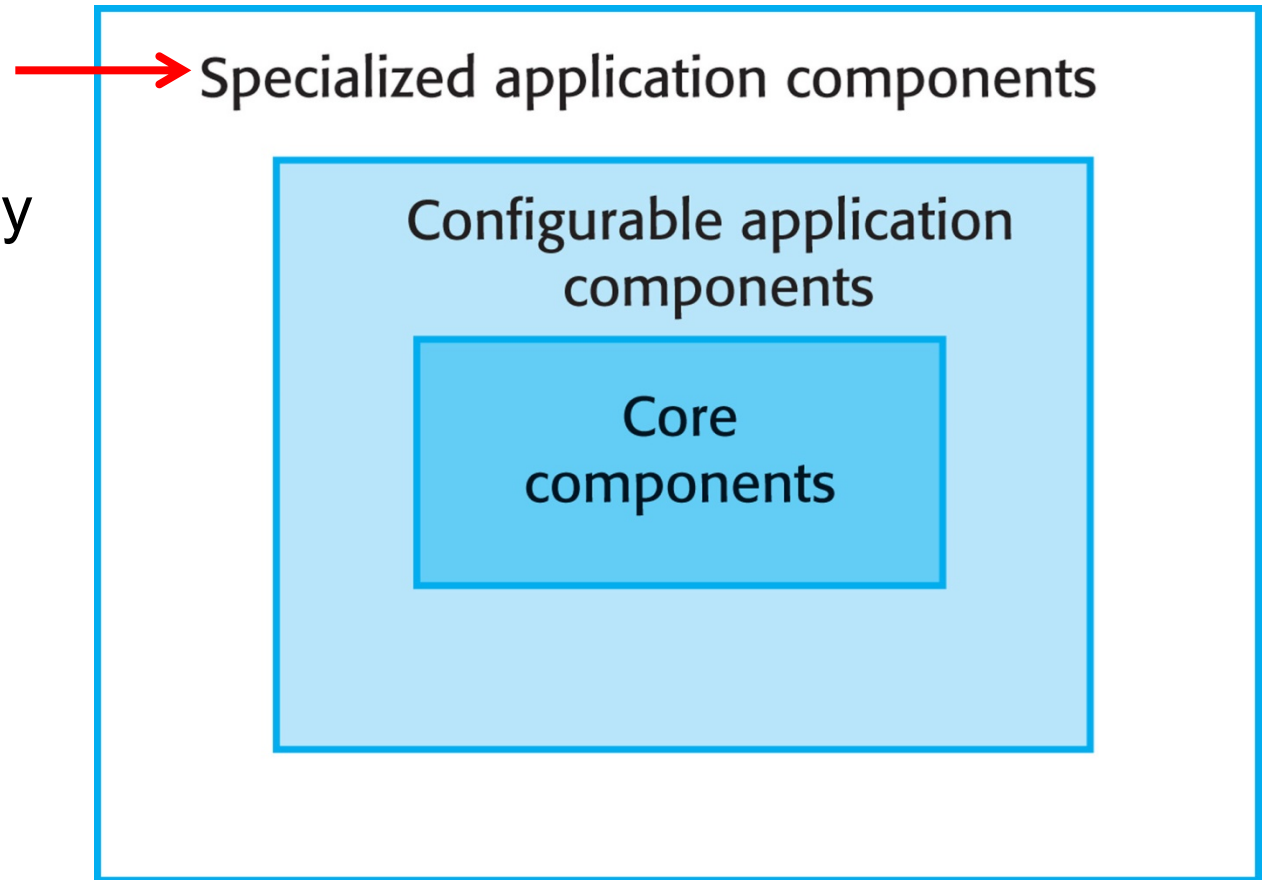 Specialized application components
y
Configurable application
components
Core
components